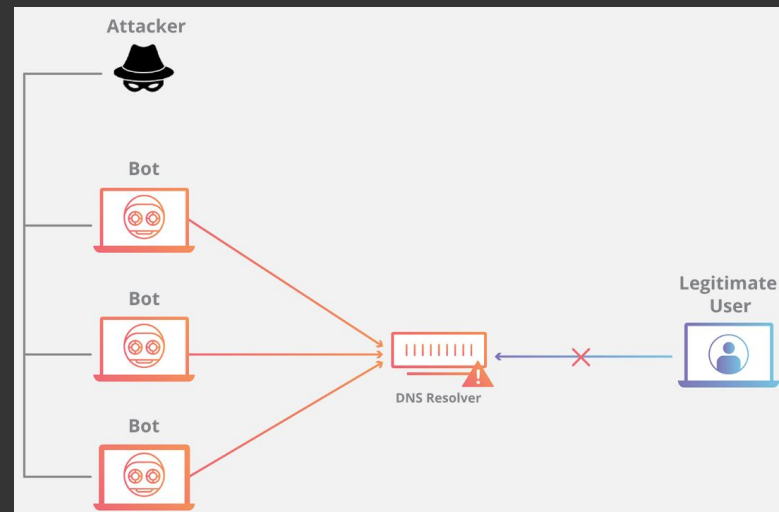 Attacker
Bot
Bot
Bot
DNS Resolver
Legitimate
User